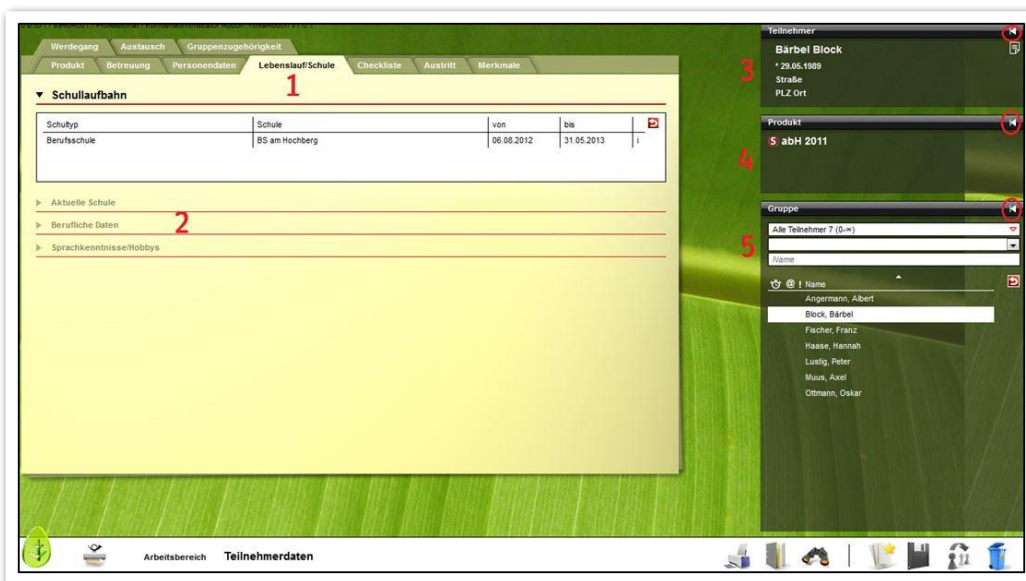 Werdegang Austausch Gruppenzugehörigkeit
Produkt Betreuung Personendaten Lebenslauf/Schule Checkliste Austritt Merkmale
1
▼ Schullaufbahn
Schultyp Schule von bis
Berufsschule BS am Hochberg 06.08.2012 31.05.2013 i
Aktuelle Schule
2
Berufliche Daten
Sprachkenntnisse/Hobbys
Teilnehmer
3
Bärbel Block
* 29.05.1989
Straße
PLZ Ort
Produkt
4
S abH 2011
Gruppe
5
Alle Teilnehmer 7 (0-∞)
Name
@ ! Name
Angermann, Albert
Block, Bärbel
Fischer, Franz
Haase, Hannah
Lustig, Peter
Muus, Axel
Ottmann, Oskar
Arbeitsbereich Teilnehmerdaten